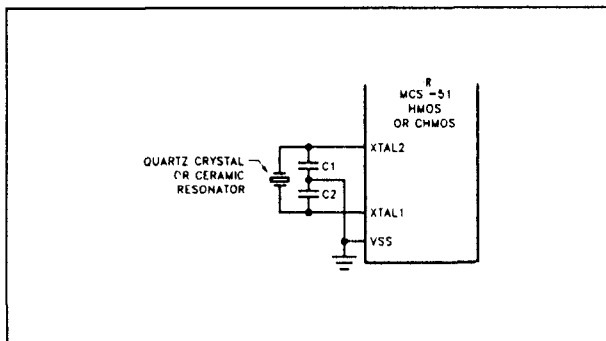 R
MCS -51
HMOS
OR CHMOS
XTAL2
QUARTZ CRYSTAL
OR CERAMIC
RESONATOR
C1
C2
XTAL1
VSS